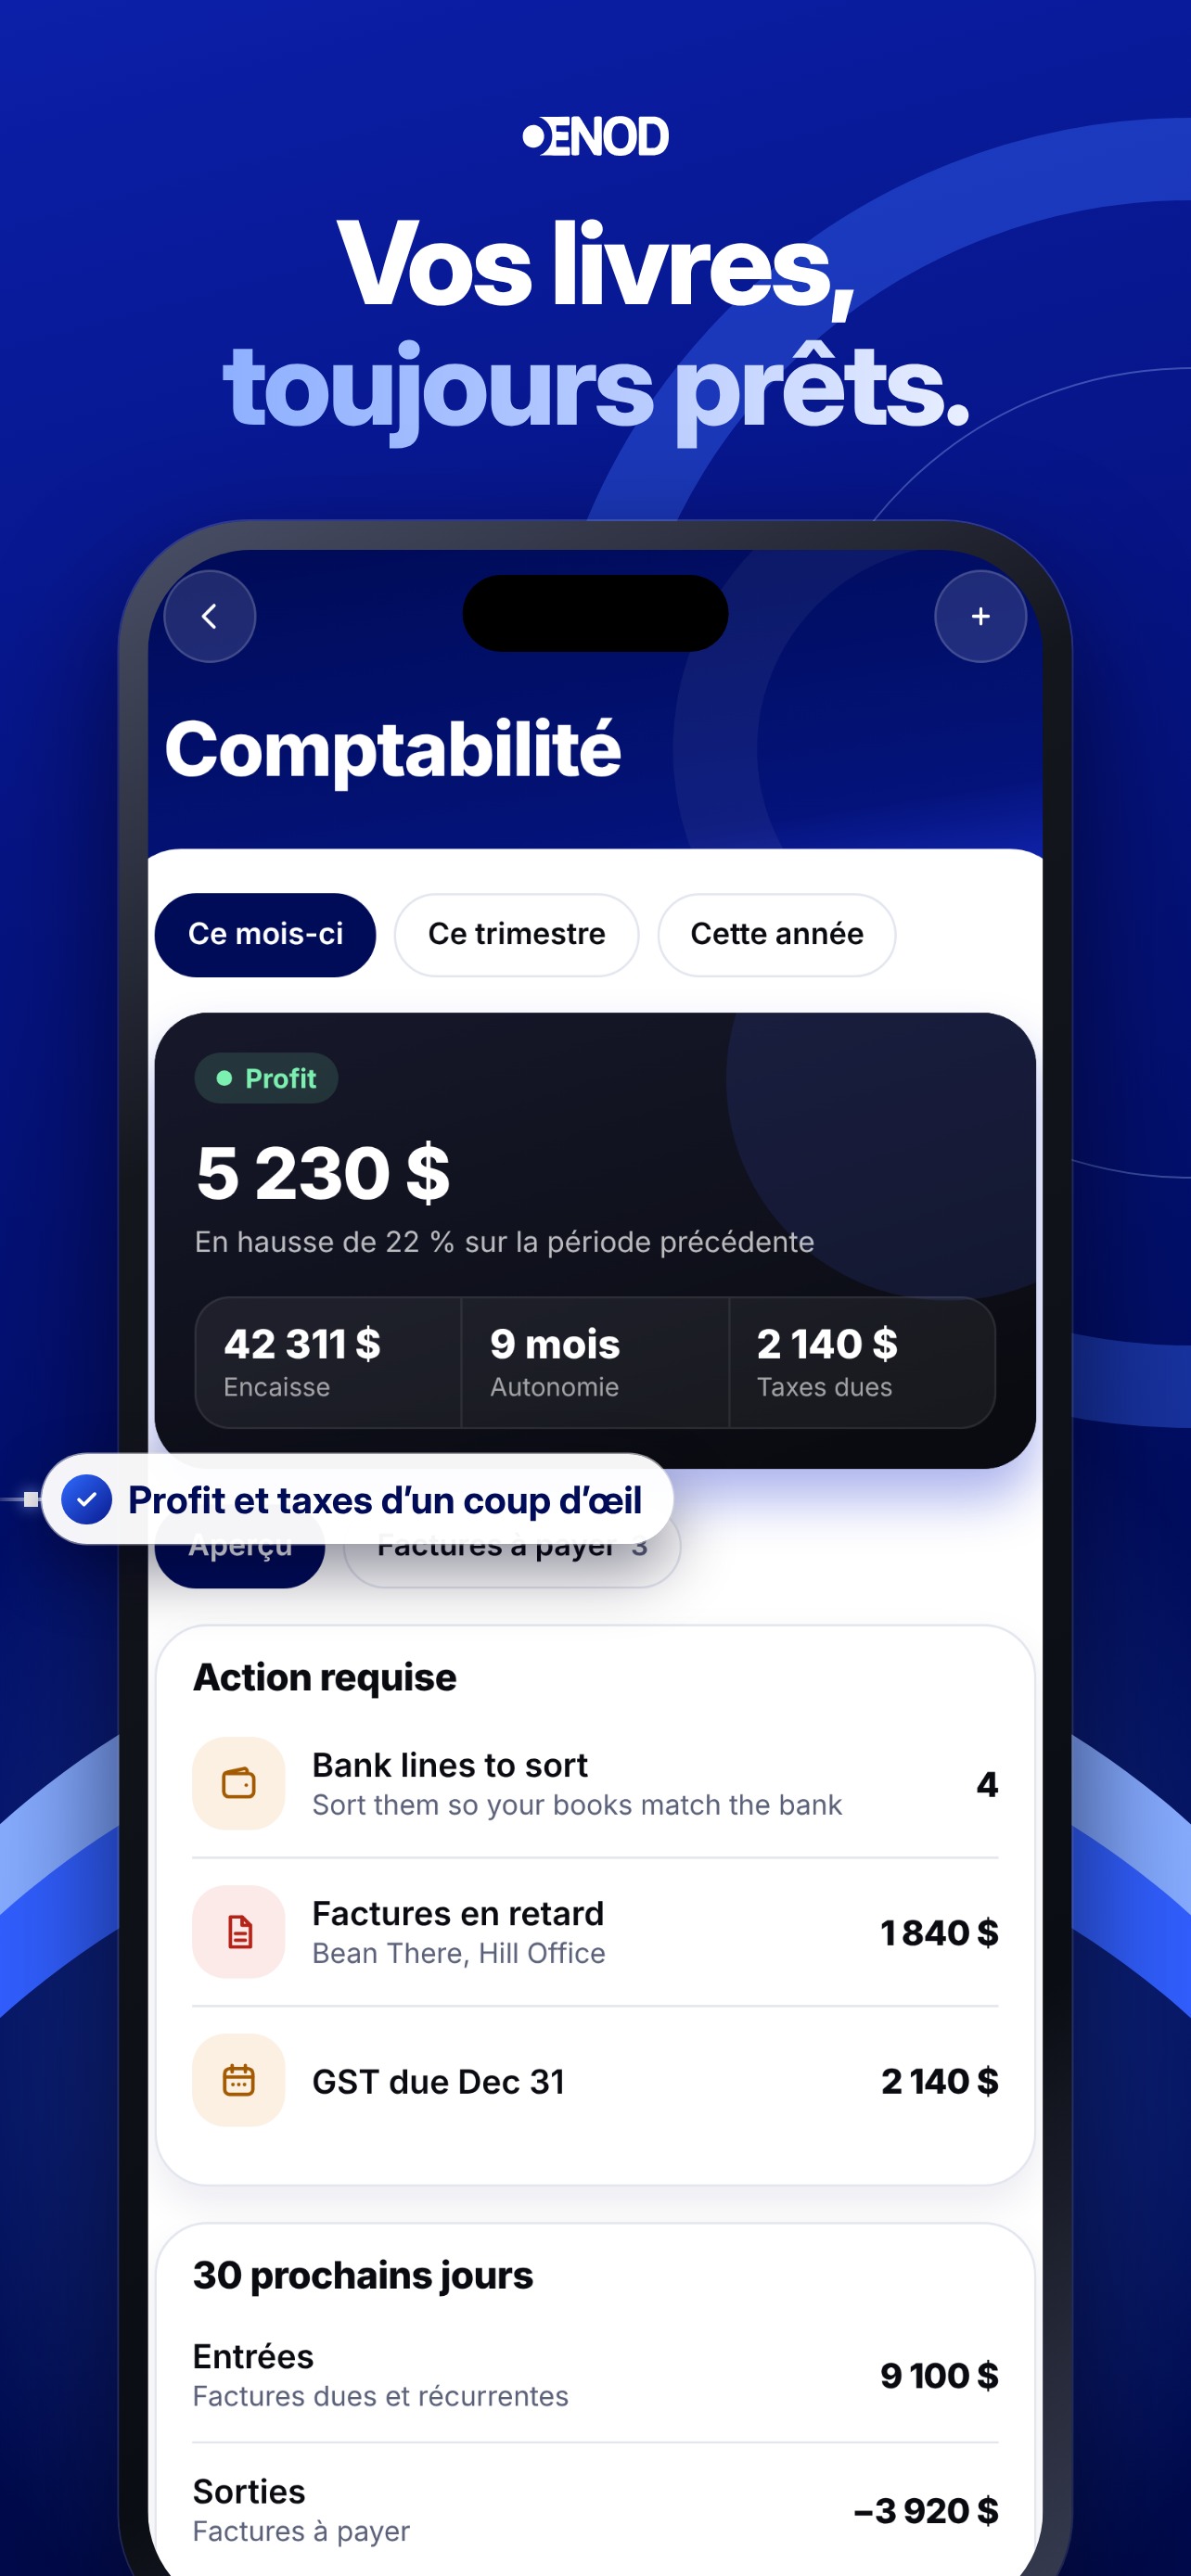 ENOD
Vos livres,
toujours prêts.
Comptabilité
Ce mois-ci
Ce trimestre
Cette année
Profit
5 230 $
En hausse de 22 % sur la période précédente
42 311 $
9 mois
2 140 $
Encaisse
Autonomie
Taxes dues
Profit et taxes d’un coup d’œil
Aperçu
Factures à payer 3
Action requise
Bank lines to sort
Sort them so your books match the bank
4
Factures en retard
Bean There, Hill Office
1 840 $
GST due Dec 31
2 140 $
30 prochains jours
Entrées
Factures dues et récurrentes
9 100 $
Sorties
Factures à payer
−3 920 $